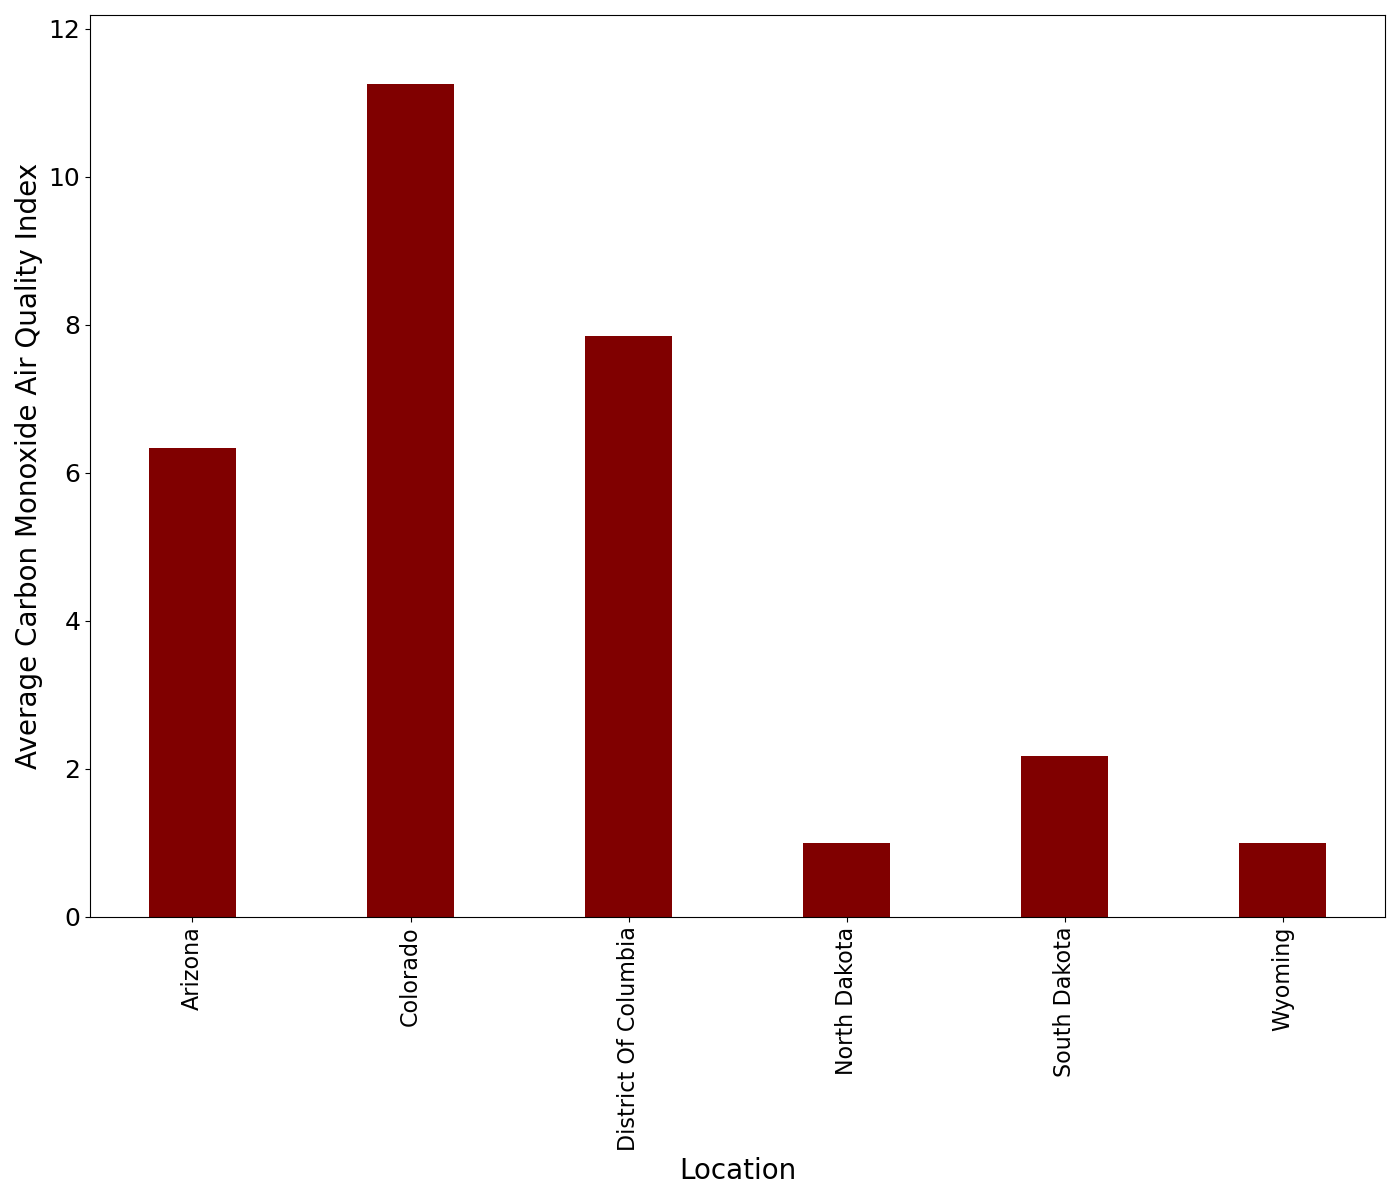 Average Carbon Monoxide Air Quality Index
12
10
8
6
4
2
0
Arizona
Colorado
District Of Columbia
North Dakota
South Dakota
Wyoming
Location